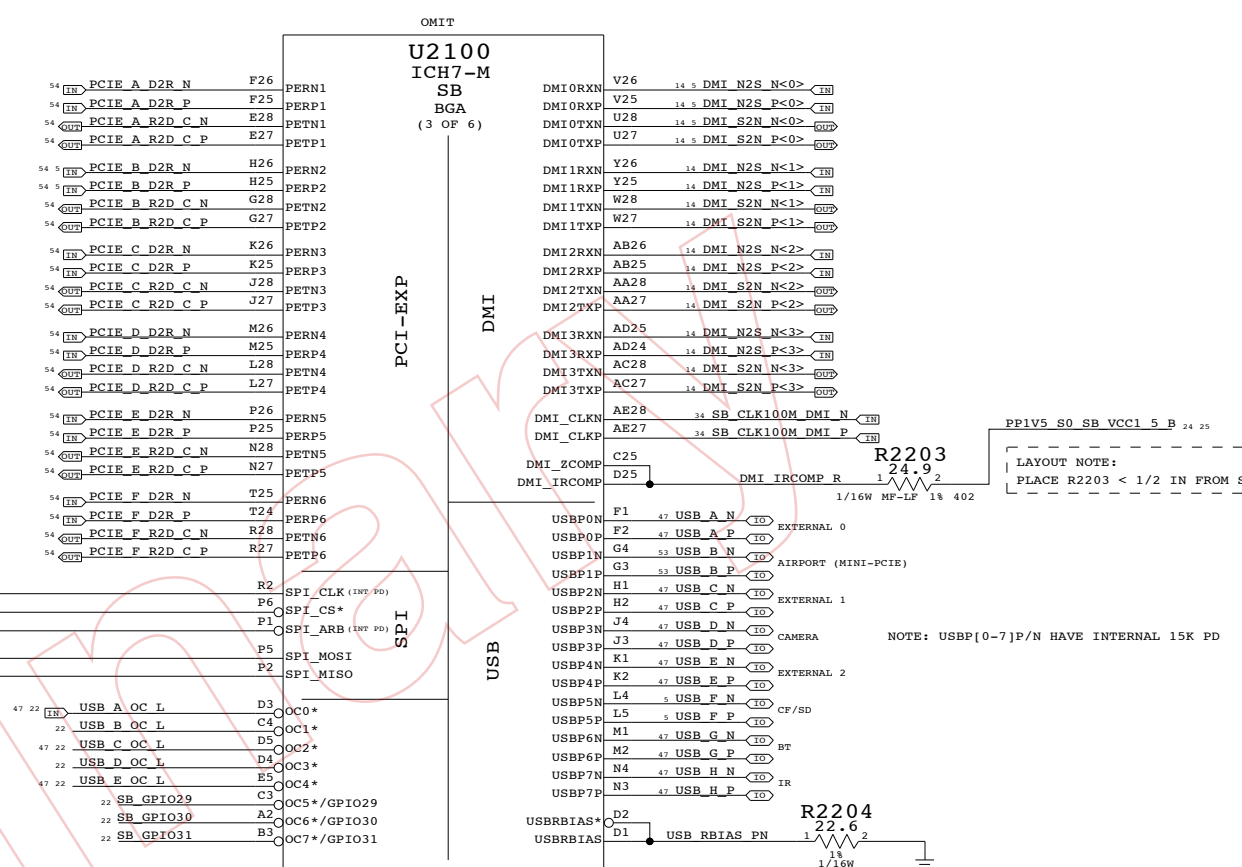 OMIT
U2100
ICH7-M
SB
BGA
(3 OF 6)
54 IN PCIE_A_D2R_N F26 PERN1
54 IN PCIE_A_D2R_P F25 PERP1
54 OUT PCIE_A_R2D_C_N E28 PETN1
54 OUT PCIE_A_R2D_C_P E27 PETP1
54 5 IN PCIE_B_D2R_N H26 PERN2
54 5 IN PCIE_B_D2R_P H25 PERP2
54 OUT PCIE_B_R2D_C_N G28 PETN2
54 OUT PCIE_B_R2D_C_P G27 PETP2
54 IN PCIE_C_D2R_N K26 PERN3
54 IN PCIE_C_D2R_P K25 PERP3
54 OUT PCIE_C_R2D_C_N J28 PETN3
54 OUT PCIE_C_R2D_C_P J27 PETP3
54 IN PCIE_D_D2R_N M26 PERN4
54 IN PCIE_D_D2R_P M25 PERP4
54 OUT PCIE_D_R2D_C_N L28 PETN4
54 OUT PCIE_D_R2D_C_P L27 PETP4
54 IN PCIE_E_D2R_N P26 PERN5
54 IN PCIE_E_D2R_P P25 PERP5
54 OUT PCIE_E_R2D_C_N N28 PETN5
54 OUT PCIE_E_R2D_C_P N27 PETP5
54 IN PCIE_F_D2R_N T25 PERN6
54 IN PCIE_F_D2R_P T24 PERP6
54 OUT PCIE_F_R2D_C_N R28 PETN6
54 OUT PCIE_F_R2D_C_P R27 PETP6
PCI-EXP
R2 SPI_CLK (INT PD)
P6 SPI_CS*
P1 SPI_ARB (INT PD)
P5 SPI_MOSI
P2 SPI_MISO
SPI
47 22 IN USB_A_OC_L D3 OC0*
22 USB_B_OC_L C4 OC1*
47 22 USB_C_OC_L D5 OC2*
22 USB_D_OC_L D4 OC3*
47 22 USB_E_OC_L E5 OC4*
22 SB_GPIO29 C3 OC5*/GPIO29
22 SB_GPIO30 A2 OC6*/GPIO30
22 SB_GPIO31 B3 OC7*/GPIO31
DMI
DMI0RXN V26 14 5 DMI_N2S_N<0> IN
DMI0RXP V25 14 5 DMI_N2S_P<0> IN
DMI0TXN U28 14 5 DMI_S2N_N<0> OUT
DMI0TXP U27 14 5 DMI_S2N_P<0> OUT
DMI1RXN Y26 14 DMI_N2S_N<1> IN
DMI1RXP Y25 14 DMI_N2S_P<1> IN
DMI1TXN W28 14 DMI_S2N_N<1> OUT
DMI1TXP W27 14 DMI_S2N_P<1> OUT
DMI2RXN AB26 14 DMI_N2S_N<2> IN
DMI2RXP AB25 14 DMI_N2S_P<2> IN
DMI2TXN AA28 14 DMI_S2N_N<2> OUT
DMI2TXP AA27 14 DMI_S2N_P<2> OUT
DMI3RXN AD25 14 DMI_N2S_N<3> IN
DMI3RXP AD24 14 DMI_N2S_P<3> IN
DMI3TXN AC28 14 DMI_S2N_N<3> OUT
DMI3TXP AC27 14 DMI_S2N_P<3> OUT
DMI_CLKN AE28 34 SB_CLK100M_DMI_N IN
DMI_CLKP AE27 34 SB_CLK100M_DMI_P IN
DMI_ZCOMP C25
DMI_IRCOMP D25 DMI_IRCOMP_R
R2203
24.9
1 2
1/16W MF-LF 1% 402
PP1V5_S0_SB_VCC1_5_B 24 25
LAYOUT NOTE:
PLACE R2203 < 1/2 IN FROM S
USB
USBP0N F1 47 USB_A_N IO
USBP0P F2 47 USB_A_P IO
EXTERNAL 0
USBP1N G4 53 USB_B_N IO
USBP1P G3 53 USB_B_P IO
AIRPORT (MINI-PCIE)
USBP2N H1 47 USB_C_N IO
USBP2P H2 47 USB_C_P IO
EXTERNAL 1
USBP3N J4 47 USB_D_N IO
USBP3P J3 47 USB_D_P IO
CAMERA
USBP4N K1 47 USB_E_N IO
USBP4P K2 47 USB_E_P IO
EXTERNAL 2
USBP5N L4 5 USB_F_N IO
USBP5P L5 5 USB_F_P IO
CF/SD
USBP6N M1 47 USB_G_N IO
USBP6P M2 47 USB_G_P IO
BT
USBP7N N4 47 USB_H_N IO
USBP7P N3 47 USB_H_P IO
IR
NOTE: USBP[0-7]P/N HAVE INTERNAL 15K PD
USBRBIAS* D2
USBRBIAS D1 USB_RBIAS_PN
R2204
22.6
1 2
1%
1/16W
nary